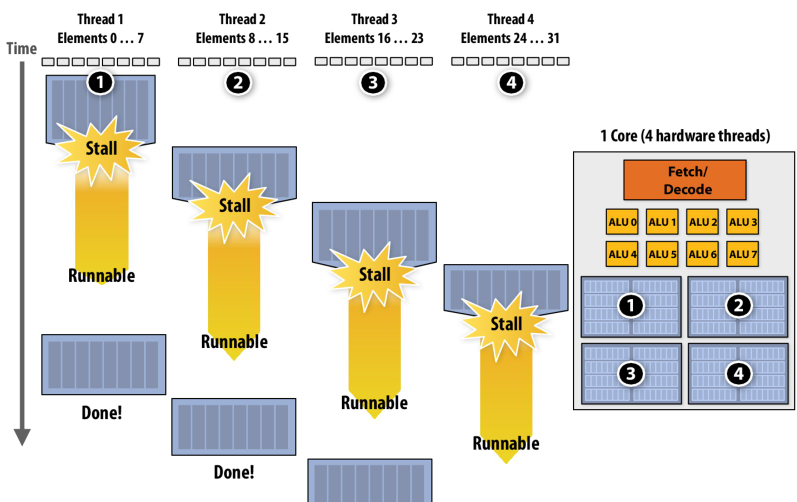 Thread 1
Elements 0 … 7
Thread 2
Elements 8 … 15
Thread 3
Elements 16 … 23
Thread 4
Elements 24 … 31
Time
1
2
3
4
Stall
Stall
Stall
Stall
Runnable
Runnable
Runnable
Runnable
Done!
Done!
1 Core (4 hardware threads)
Fetch/
Decode
ALU 0
ALU 1
ALU 2
ALU 3
ALU 4
ALU 5
ALU 6
ALU 7
1
2
3
4